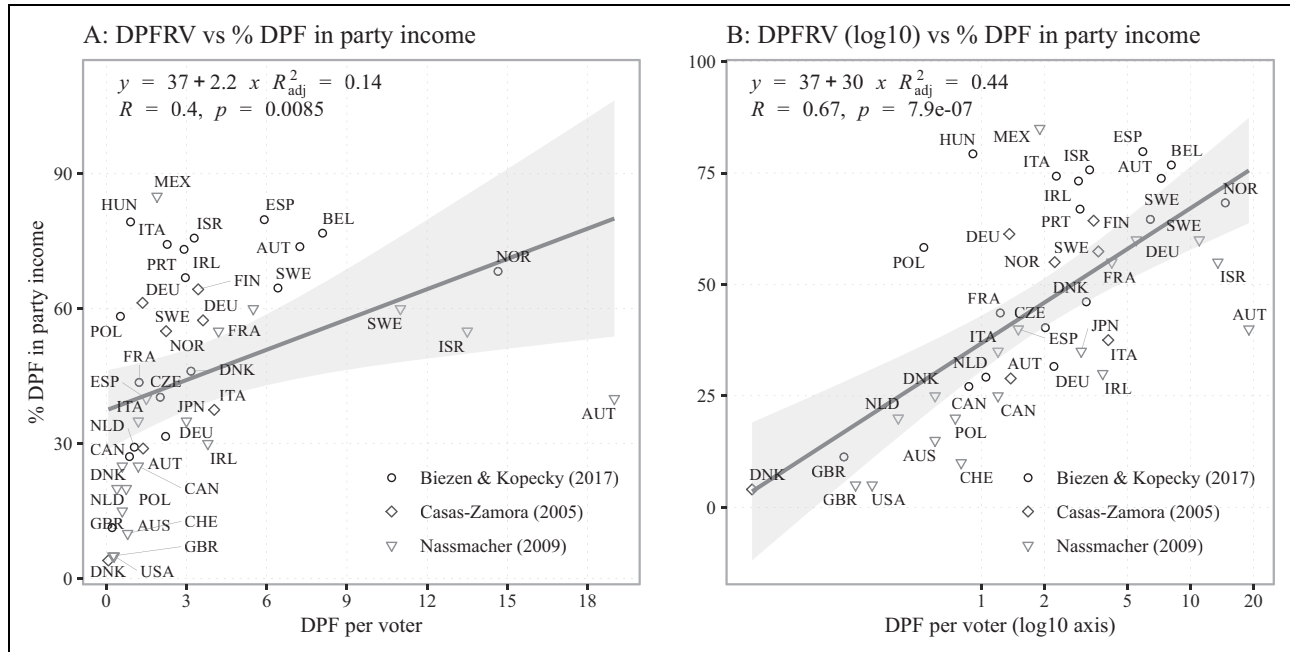 A: DPFRV vs % DPF in party income
y = 37 + 2.2 x R²adj = 0.14
R = 0.4, p = 0.0085
% DPF in party income
90
60
30
0
MEX
HUN
ITA
ISR
ESP
BEL
AUT
PRT
IRL
SWE
NOR
DEU
FIN
POL
SWE
DEU
NOR
FRA
SWE
ISR
FRA
DNK
ESP
CZE
ITA
AUT
ITA
JPN
NLD
DEU
CAN
IRL
DNK
AUT
CAN
NLD
POL
GBR
AUS
CHE
GBR
DNK
USA
Biezen & Kopecky (2017)
Casas-Zamora (2005)
Nassmacher (2009)
0 3 6 9 12 15 18
DPF per voter
B: DPFRV (log10) vs % DPF in party income
y = 37 + 30 x R²adj = 0.44
R = 0.67, p = 7.9e-07
100
75
50
25
0
MEX
HUN
ESP
ITA
ISR
AUT
BEL
IRL
SWE
NOR
PRT
FIN
DEU
SWE
SWE
POL
NOR
DEU
FRA
ISR
DNK
FRA
CZE
JPN
AUT
ITA
ESP
ITA
NLD
AUT
DNK
DEU
IRL
NLD
CAN
CAN
POL
AUS
CHE
DNK
GBR
GBR
USA
Biezen & Kopecky (2017)
Casas-Zamora (2005)
Nassmacher (2009)
1 2 5 10 20
DPF per voter (log10 axis)